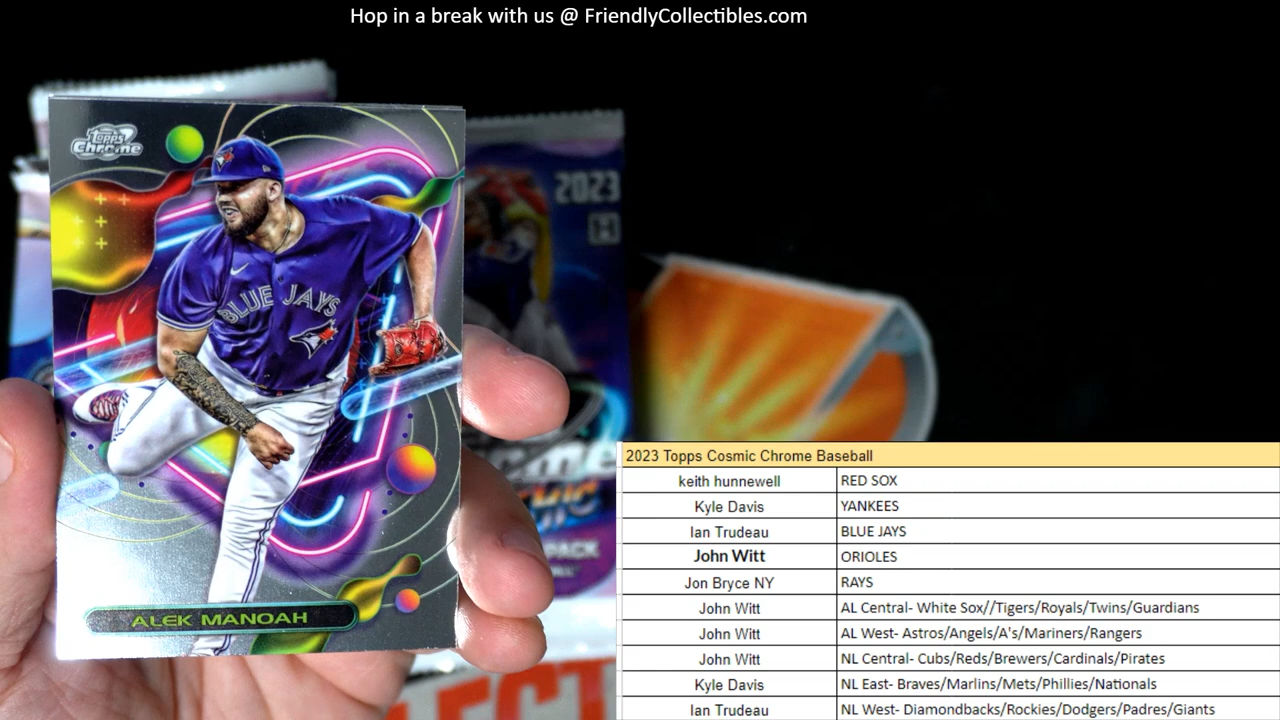 Hop in a break with us @ FriendlyCollectibles.com
Topps
Chrome
BLUE JAYS
ALEK MANOAH
2023
H
PACK
2023 Topps Cosmic Chrome Baseball
keith hunnewell RED SOX
Kyle Davis YANKEES
Ian Trudeau BLUE JAYS
John Witt ORIOLES
Jon Bryce NY RAYS
John Witt AL Central- White Sox//Tigers/Royals/Twins/Guardians
John Witt AL West- Astros/Angels/A's/Mariners/Rangers
John Witt NL Central- Cubs/Reds/Brewers/Cardinals/Pirates
Kyle Davis NL East- Braves/Marlins/Mets/Phillies/Nationals
Ian Trudeau NL West- Diamondbacks/Rockies/Dodgers/Padres/Giants